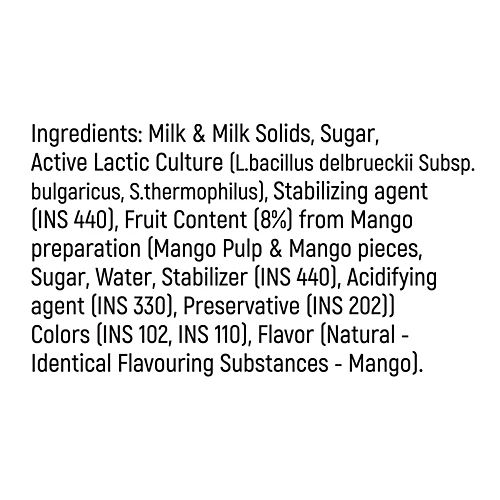 Ingredients: Milk & Milk Solids, Sugar,
Active Lactic Culture (L.bacillus delbrueckii Subsp.
bulgaricus, S.thermophilus), Stabilizing agent
(INS 440), Fruit Content (8%) from Mango
preparation (Mango Pulp & Mango pieces,
Sugar, Water, Stabilizer (INS 440), Acidifying
agent (INS 330), Preservative (INS 202))
Colors (INS 102, INS 110), Flavor (Natural -
Identical Flavouring Substances - Mango).